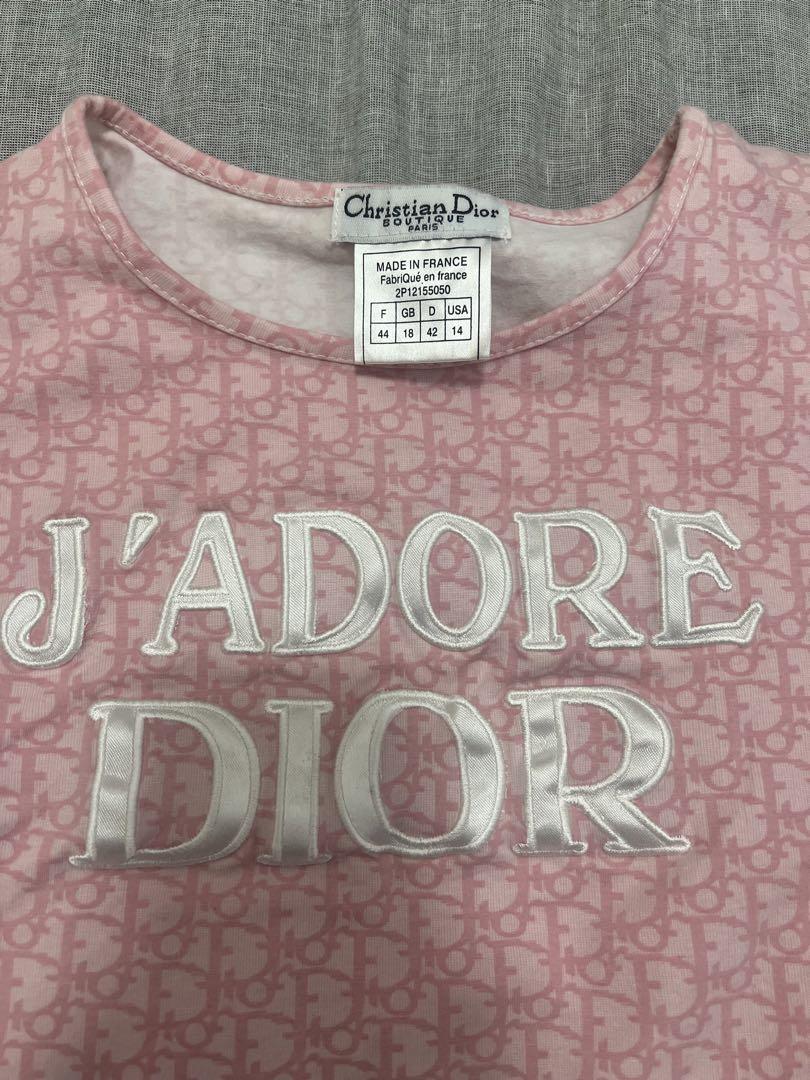 Christian Dior
BOUTIQUE
PARIS
MADE IN FRANCE
FabriQué en france
2P12155050
F GB D USA
44 18 42 14
J'ADORE
DIOR